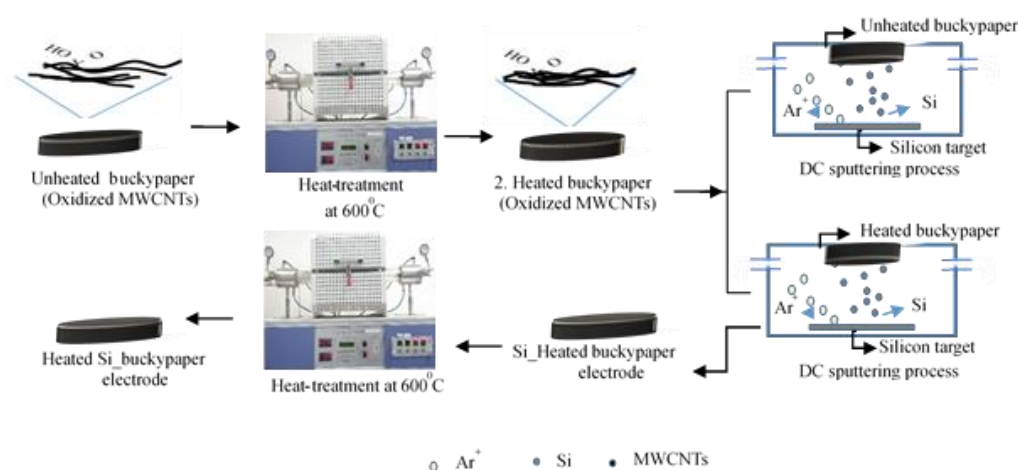 HO O
Unheated buckypaper
(Oxidized MWCNTs)
Heat-treatment
at 600°C
HO O
2. Heated buckypaper
(Oxidized MWCNTs)
Unheated buckypaper
Ar+
Si
Silicon target
DC sputtering process
Heated buckypaper
Ar+
Si
Silicon target
DC sputtering process
Si_Heated buckypaper
electrode
Heat-treatment at 600°C
Heated Si_buckypaper
electrode
Ar+ Si MWCNTs